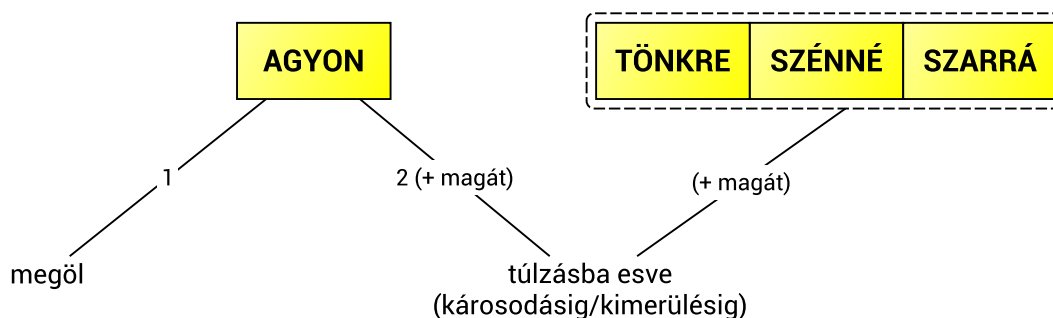 AGYON
TÖNKRE SZÉNNÉ SZARRÁ
1
2 (+ magát)
(+ magát)
megöl
túlzásba esve
(károsodásig/kimerülésig)